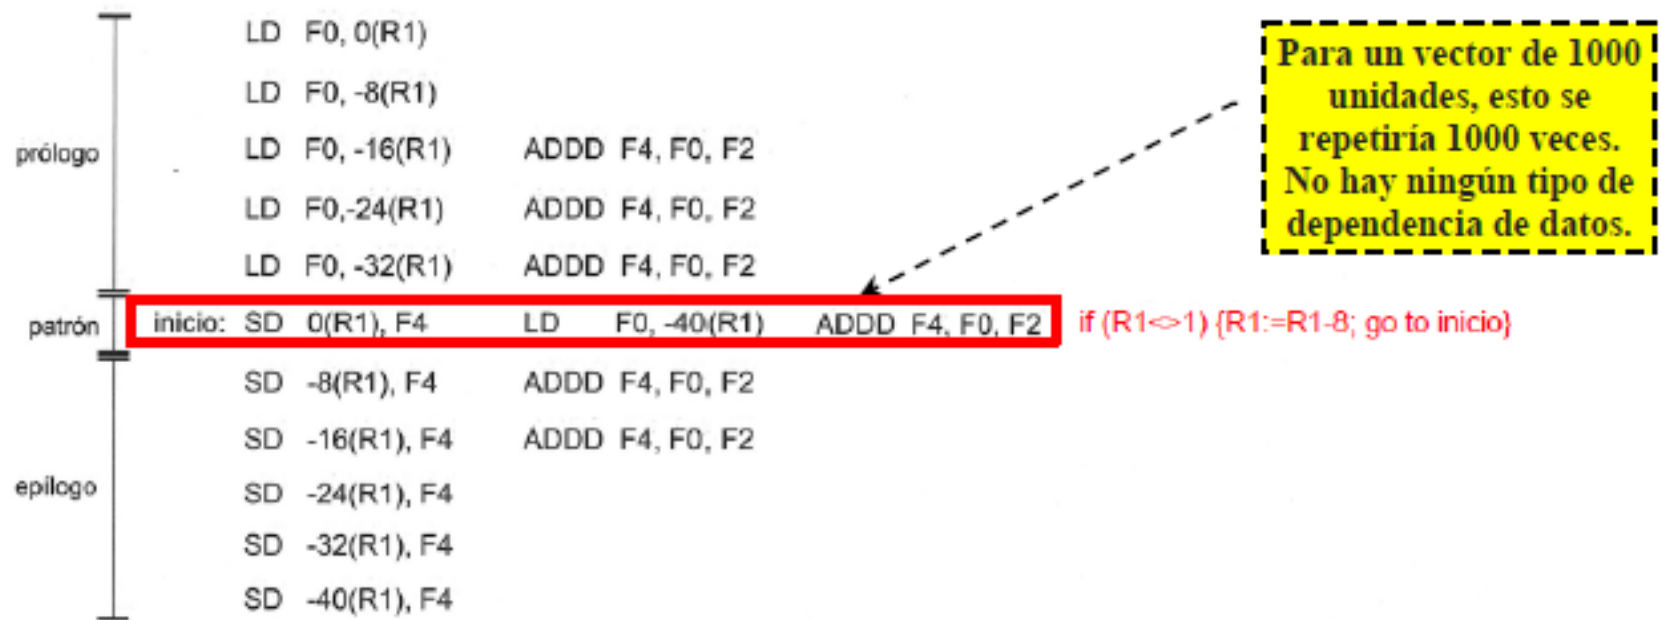 LD F0, 0(R1)
LD F0, -8(R1)
prólogo
LD F0, -16(R1) ADDD F4, F0, F2
LD F0,-24(R1) ADDD F4, F0, F2
LD F0, -32(R1) ADDD F4, F0, F2
Para un vector de 1000
unidades, esto se
repetiría 1000 veces.
No hay ningún tipo de
dependencia de datos.
patrón
inicio: SD 0(R1), F4 LD F0, -40(R1) ADDD F4, F0, F2
if (R1<>1) {R1:=R1-8; go to inicio}
SD -8(R1), F4 ADDD F4, F0, F2
SD -16(R1), F4 ADDD F4, F0, F2
epílogo
SD -24(R1), F4
SD -32(R1), F4
SD -40(R1), F4